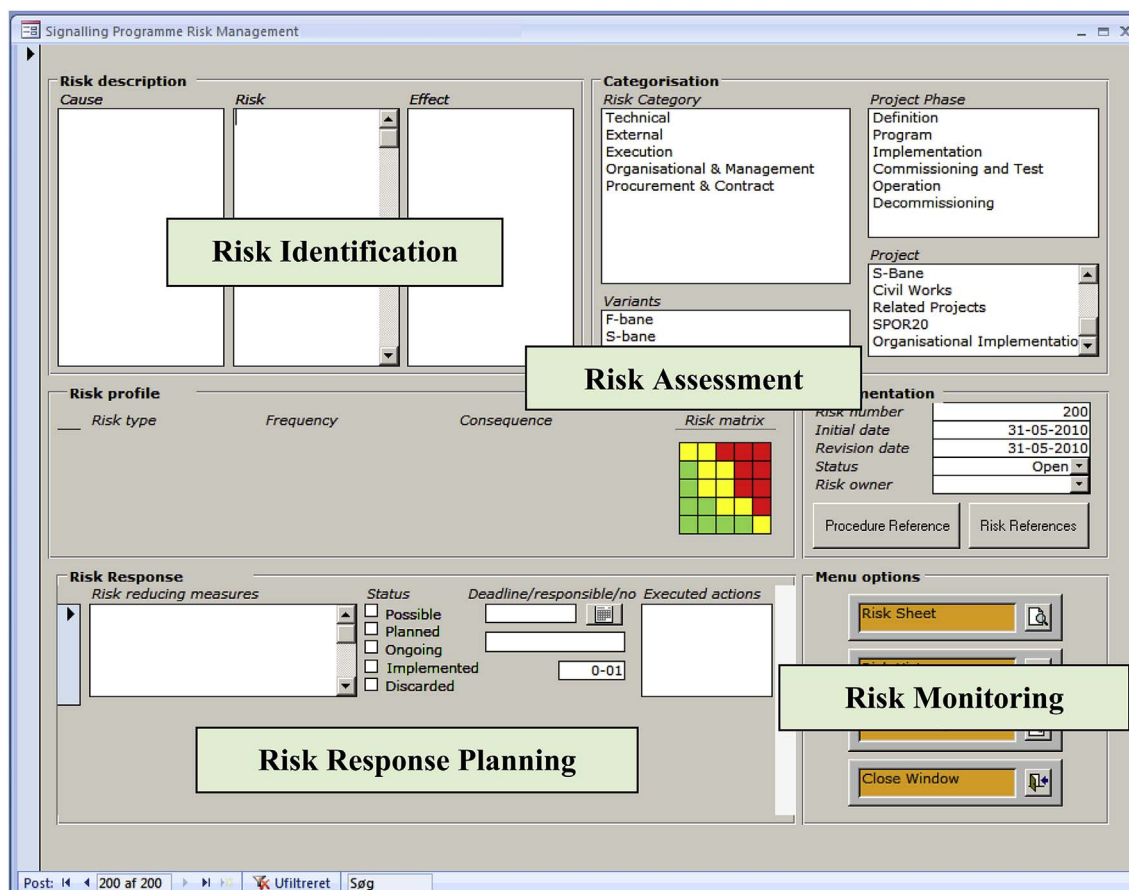 Signalling Programme Risk Management
Risk description
Cause
Risk
Effect
Risk Identification
Categorisation
Risk Category
Technical
External
Execution
Organisational & Management
Procurement & Contract
Project Phase
Definition
Program
Implementation
Commissioning and Test
Operation
Decommissioning
Variants
F-bane
S-bane
Project
S-Bane
Civil Works
Related Projects
SPOR20
Organisational Implementatio
Risk Assessment
Risk profile
Risk type
Frequency
Consequence
Risk matrix
Risk number 200
Initial date 31-05-2010
Revision date 31-05-2010
Status Open
Risk owner
Procedure Reference
Risk References
Risk Response
Risk reducing measures
Status
Possible
Planned
Ongoing
Implemented
Discarded
Deadline/responsible/no
0-01
Executed actions
Risk Response Planning
Menu options
Risk Sheet
Risk Monitoring
Close Window
Post: 200 af 200 Ufiltreret Søg